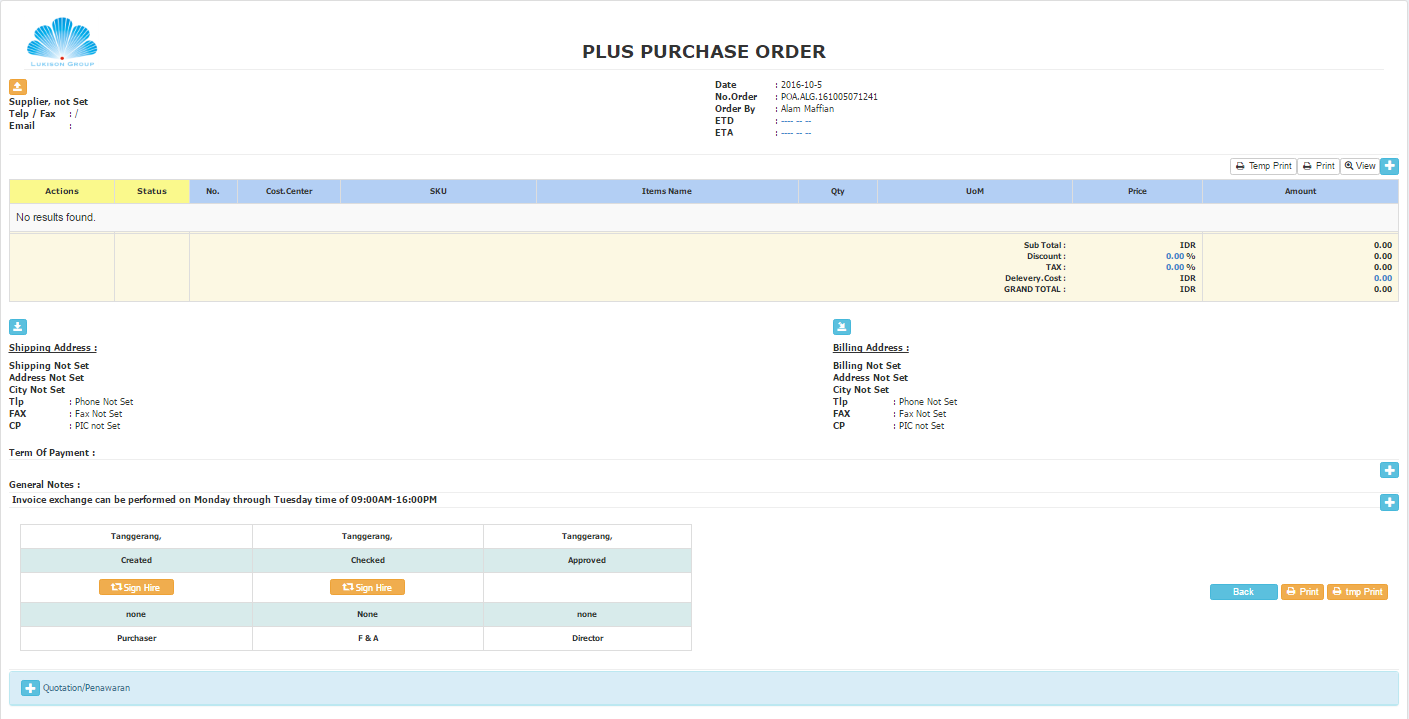 LUKISON GROUP
PLUS PURCHASE ORDER
Supplier, not Set
Telp / Fax : /
Email :
Date : 2016-10-5
No.Order : POA.ALG.161005071241
Order By : Alam Maffian
ETD : ---- -- --
ETA : ---- -- --
Temp Print Print View
Actions Status No. Cost.Center SKU Items Name Qty UoM Price Amount
No results found.
Sub Total : IDR 0.00
Discount : 0.00 % 0.00
TAX : 0.00 % 0.00
Delevery.Cost : IDR 0.00
GRAND TOTAL : IDR 0.00
Shipping Address :
Shipping Not Set
Address Not Set
City Not Set
Tlp : Phone Not Set
FAX : Fax Not Set
CP : PIC not Set
Billing Address :
Billing Not Set
Address Not Set
City Not Set
Tlp : Phone Not Set
FAX : Fax Not Set
CP : PIC not Set
Term Of Payment :
General Notes :
Invoice exchange can be performed on Monday through Tuesday time of 09:00AM-16:00PM
Tanggerang, Tanggerang, Tanggerang,
Created Checked Approved
Sign Hire Sign Hire
none None none
Purchaser F & A Director
Back Print tmp Print
Quotation/Penawaran